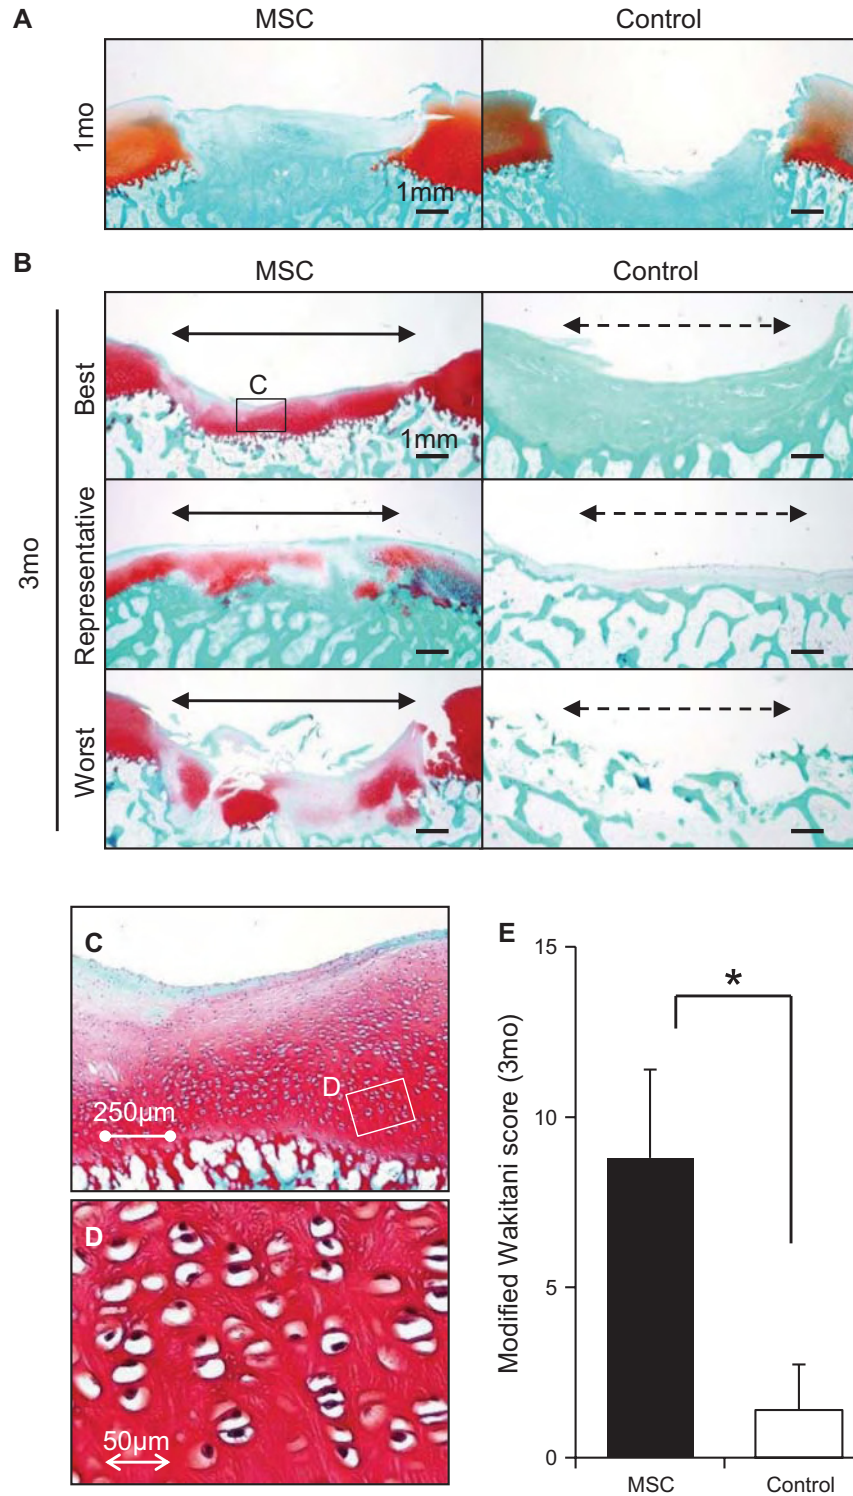 A
MSC
Control
1mo
1mm
B
MSC
Control
3mo
Best
C
1mm
Representative
Worst
C
D
250µm
D
50µm
E
Modified Wakitani score (3mo)
15
10
5
0
*
MSC
Control